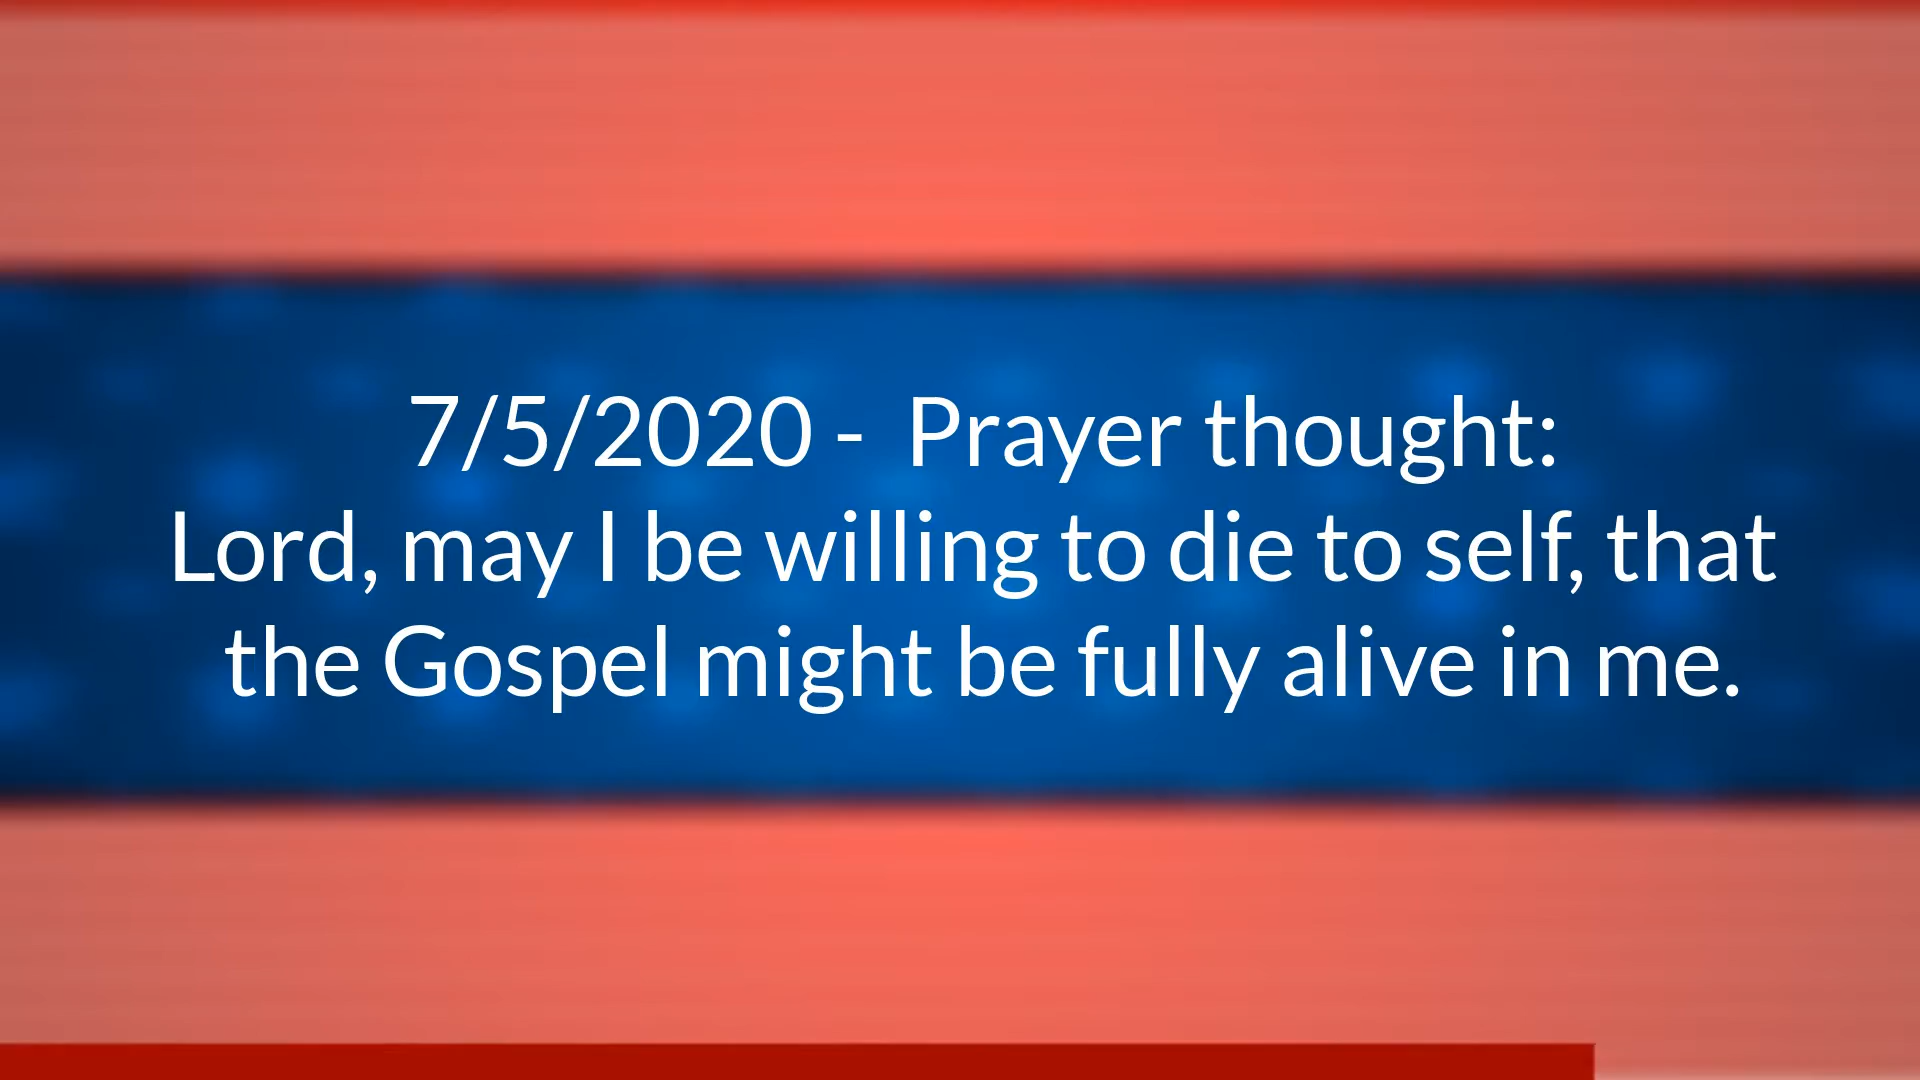 7/5/2020 -  Prayer thought:
Lord, may I be willing to die to self, that
the Gospel might be fully alive in me.